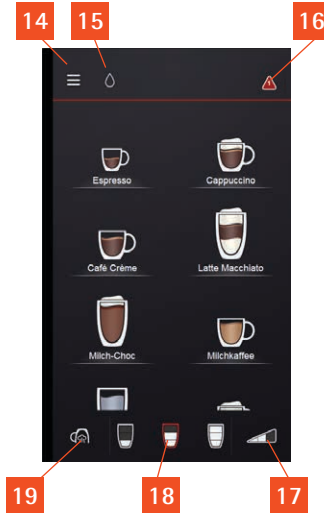 14 15 16
Espresso Cappuccino
Café Crème Latte Macchiato
Milch-Choc Milchkaffee
19 18 17